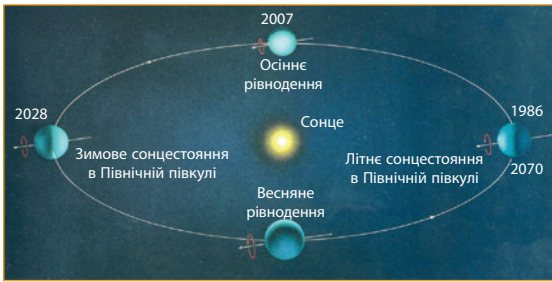 2007
Осіннє
рівнодення
2028
Сонце
1986
Зимове сонцестояння
в Північній півкулі
Літнє сонцестояння
в Північній півкулі
2070
Весняне
рівнодення